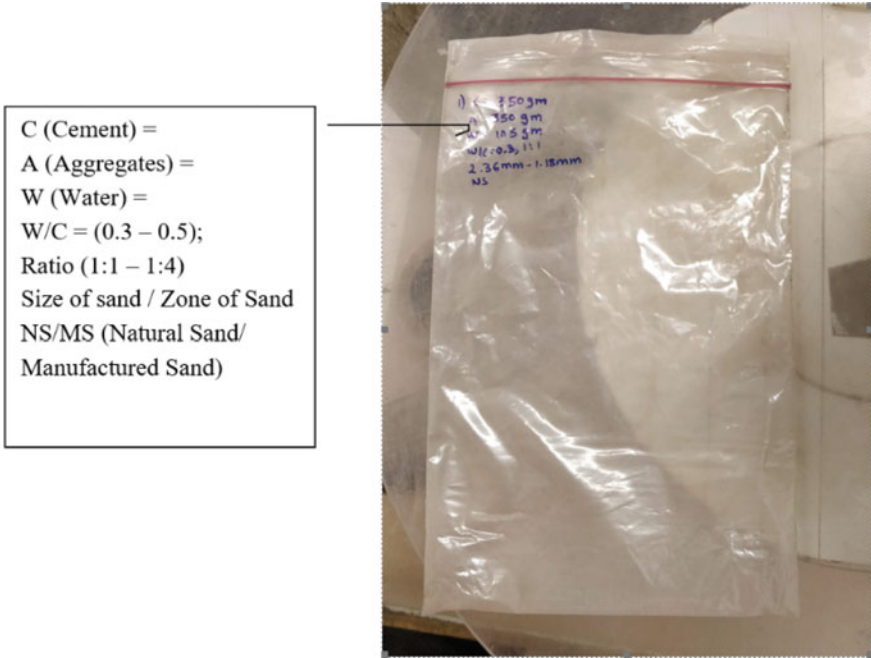 C (Cement) =
A (Aggregates) =
W (Water) =
W/C = (0.3 – 0.5);
Ratio (1:1 – 1:4)
Size of sand / Zone of Sand
NS/MS (Natural Sand/
Manufactured Sand)
1) C 350 gm
A 350 gm
W 105 gm
W/C-0.3, 1:1
2.36mm-1.18mm
NS